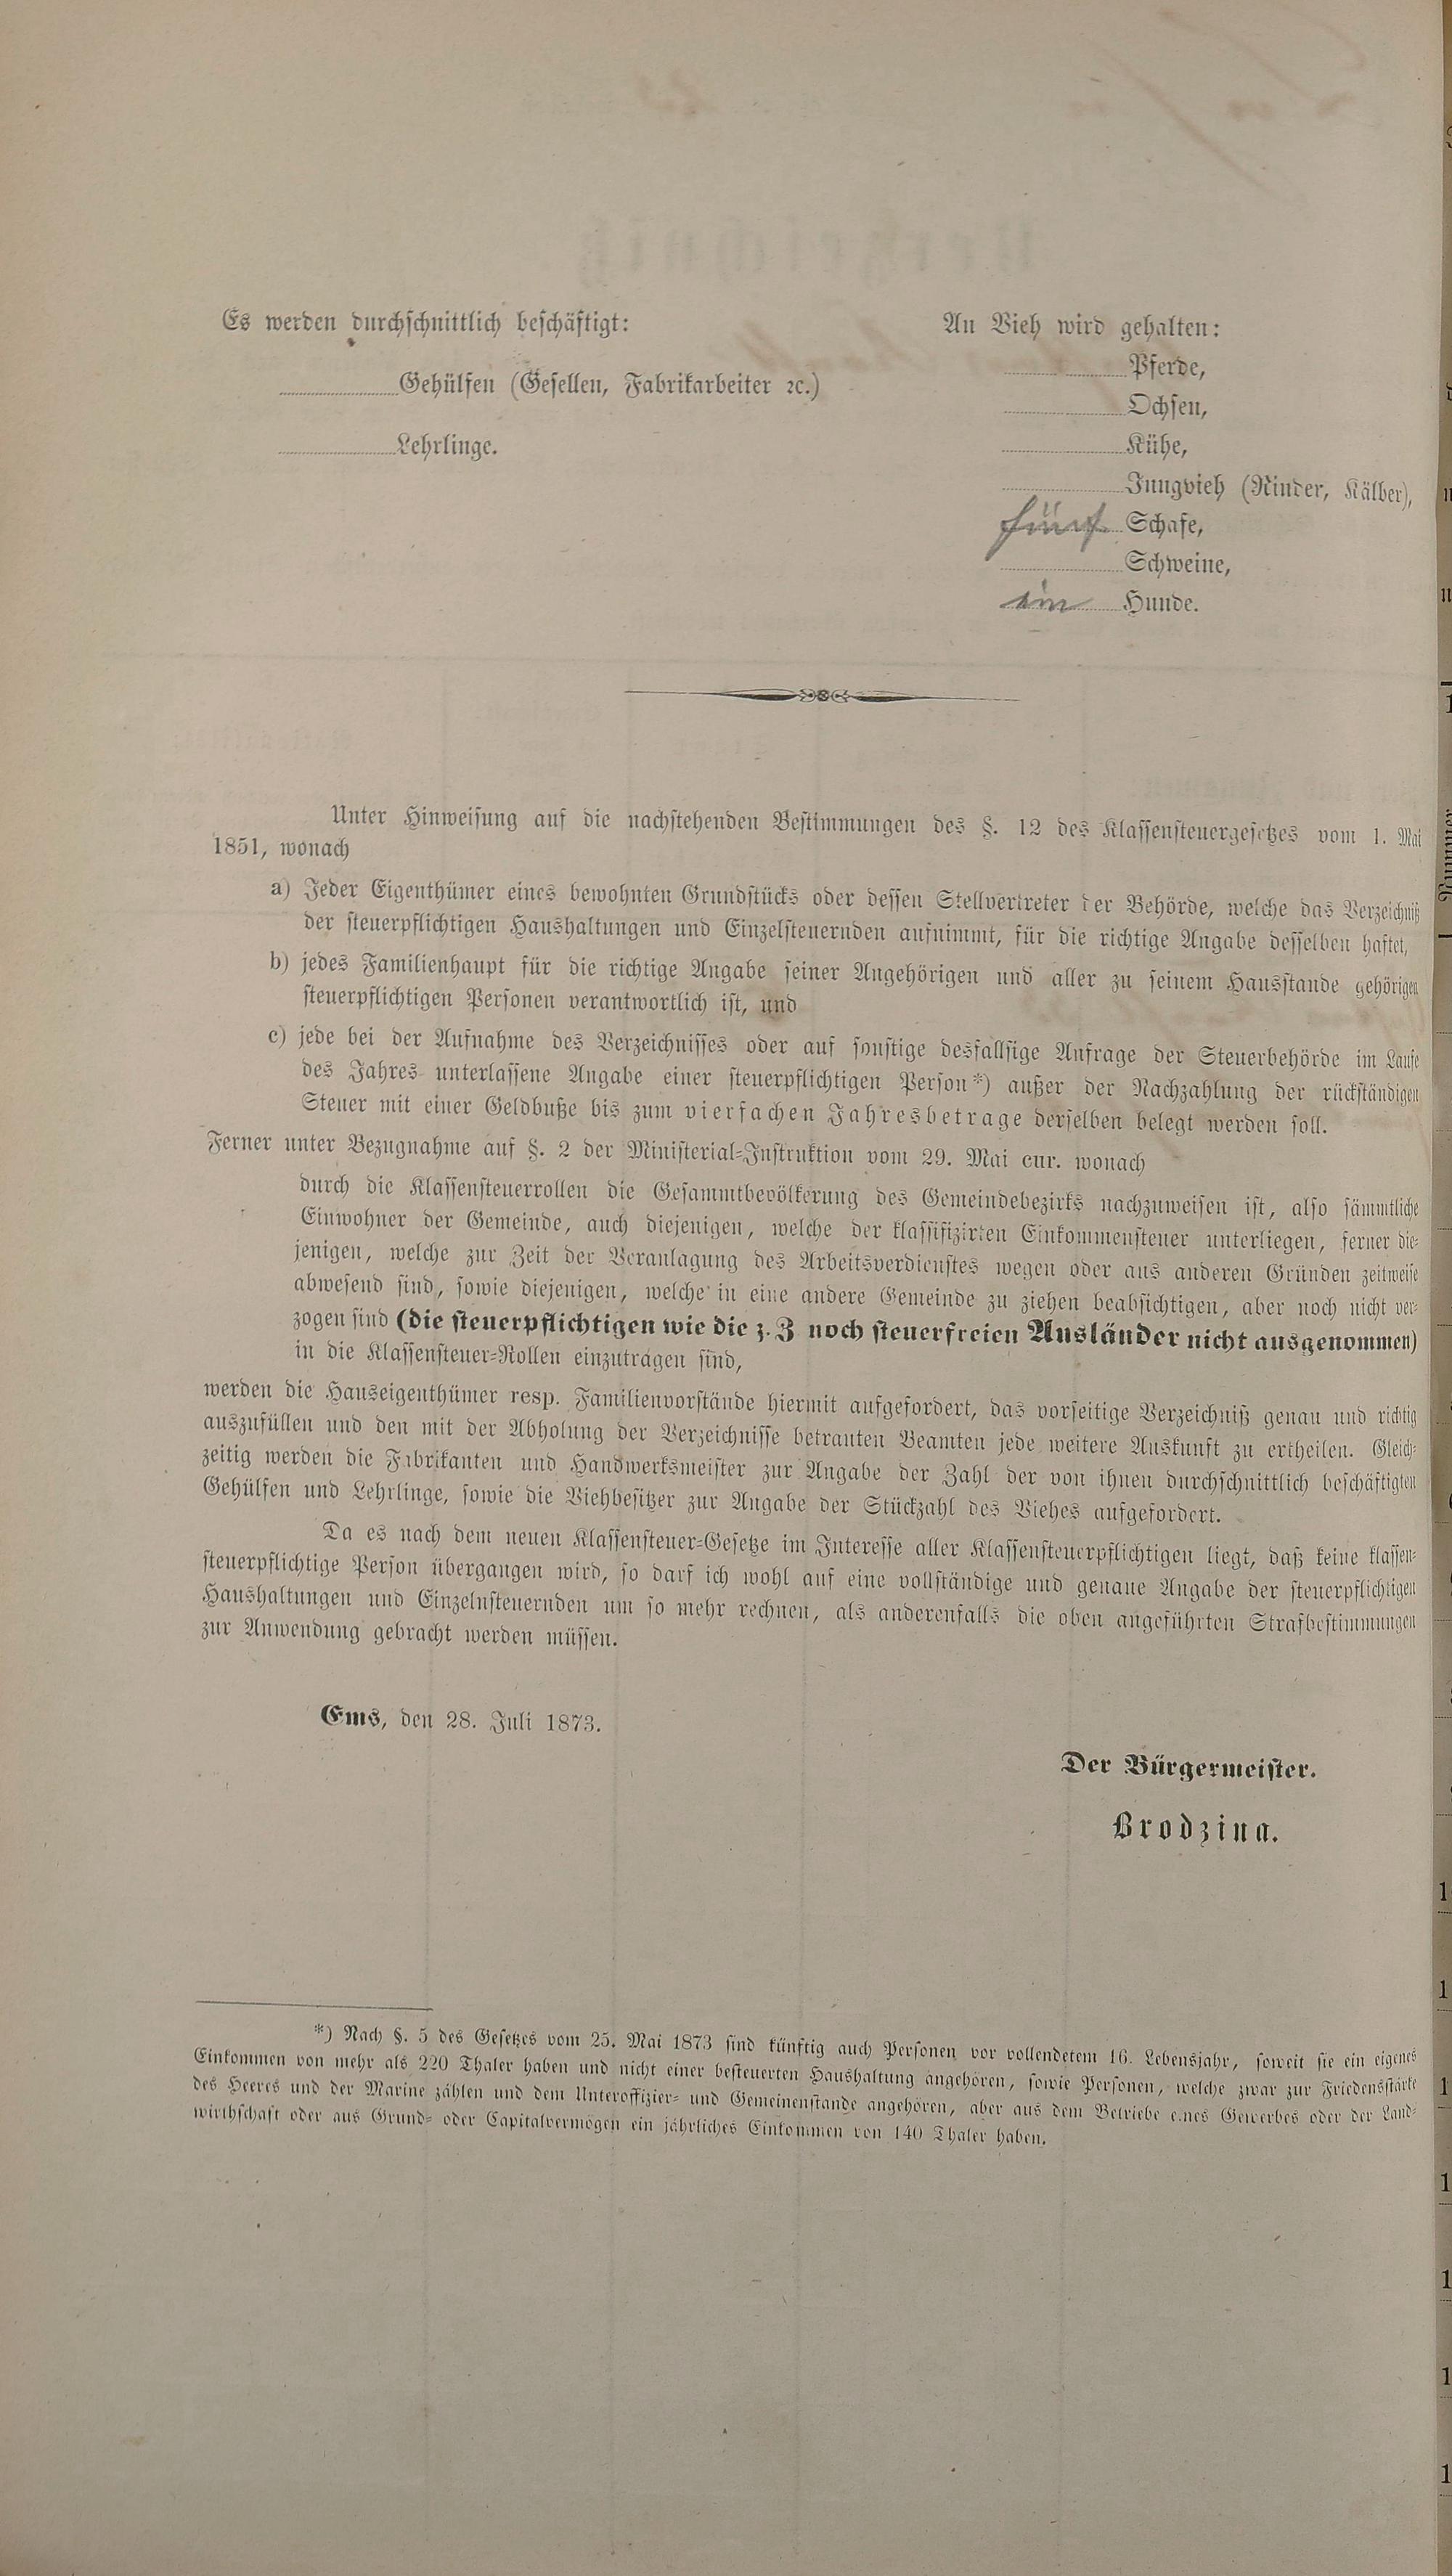 Es werden durchschnittlich beschäftigt:
Gehülfen (Gesellen, Fabrikarbeiter ꝛc.)
Lehrlinge.
An Vieh wird gehalten:
Pferde,
Ochsen,
Kühe,
Jungvieh (Rinder, Kälber),
fünf Schafe,
Schweine,
ein Hunde.
Unter Hinweisung auf die nachstehenden Bestimmungen des §. 12 des Klassensteuergesetzes vom 1. Mai
1851, wonach
a) Jeder Eigenthümer eines bewohnten Grundstücks oder dessen Stellvertreter der Behörde, welche das Verzeichniß
der steuerpflichtigen Haushaltungen und Einzelsteuernden aufnimmt, für die richtige Angabe desselben haftet,
b) jedes Familienhaupt für die richtige Angabe seiner Angehörigen und aller zu seinem Hausstande gehörigen
steuerpflichtigen Personen verantwortlich ist, und
c) jede bei der Aufnahme des Verzeichnisses oder auf sonstige desfallsige Anfrage der Steuerbehörde im Laufe
des Jahres unterlassene Angabe einer steuerpflichtigen Person*) außer der Nachzahlung der rückständigen
Steuer mit einer Geldbuße bis zum vierfachen Jahresbetrage derselben belegt werden soll.
Ferner unter Bezugnahme auf §. 2 der Ministerial-Instruktion vom 29. Mai cur. wonach
durch die Klassensteuerrollen die Gesammtbevölkerung des Gemeindebezirks nachzuweisen ist, also sämmtliche
Einwohner der Gemeinde, auch diejenigen, welche der klassifizirten Einkommensteuer unterliegen, ferner die-
jenigen, welche zur Zeit der Veranlagung des Arbeitsverdienstes wegen oder aus anderen Gründen zeitweise
abwesend sind, sowie diejenigen, welche in eine andere Gemeinde zu ziehen beabsichtigen, aber noch nicht ver-
zogen sind (die steuerpflichtigen wie die z. Z noch steuerfreien Ausländer nicht ausgenommen)
in die Klassensteuer-Rollen einzutragen sind,
werden die Hauseigenthümer resp. Familienvorstände hiermit aufgefordert, das vorseitige Verzeichniß genau und richtig
auszufüllen und den mit der Abholung der Verzeichnisse betrauten Beamten jede weitere Auskunft zu ertheilen. Gleich-
zeitig werden die Fabrikanten und Handwerksmeister zur Angabe der Zahl der von ihnen durchschnittlich beschäftigten
Gehülfen und Lehrlinge, sowie die Viehbesitzer zur Angabe der Stückzahl des Viehes aufgefordert.
Da es nach dem neuen Klassensteuer-Gesetze im Interesse aller Klassensteuerpflichtigen liegt, daß keine klassen-
steuerpflichtige Person übergangen wird, so darf ich wohl auf eine vollständige und genaue Angabe der steuerpflichtigen
Haushaltungen und Einzelnsteuernden um so mehr rechnen, als anderenfalls die oben angeführten Strafbestimmungen
zur Anwendung gebracht werden müssen.
Ems, den 28. Juli 1873.
Der Bürgermeister.
Brodzina.
*) Nach §. 5 des Gesetzes vom 25. Mai 1873 sind künftig auch Personen vor vollendetem 16. Lebensjahr, soweit sie ein eigenes
Einkommen von mehr als 220 Thaler haben und nicht einer besteuerten Haushaltung angehören, sowie Personen, welche zwar zur Friedensstärke
des Heeres und der Marine zählen und dem Unteroffizier- und Gemeinenstande angehören, aber aus dem Betriebe eines Gewerbes oder der Land-
wirthschaft oder aus Grund- oder Capitalvermögen ein jährliches Einkommen von 140 Thaler haben.